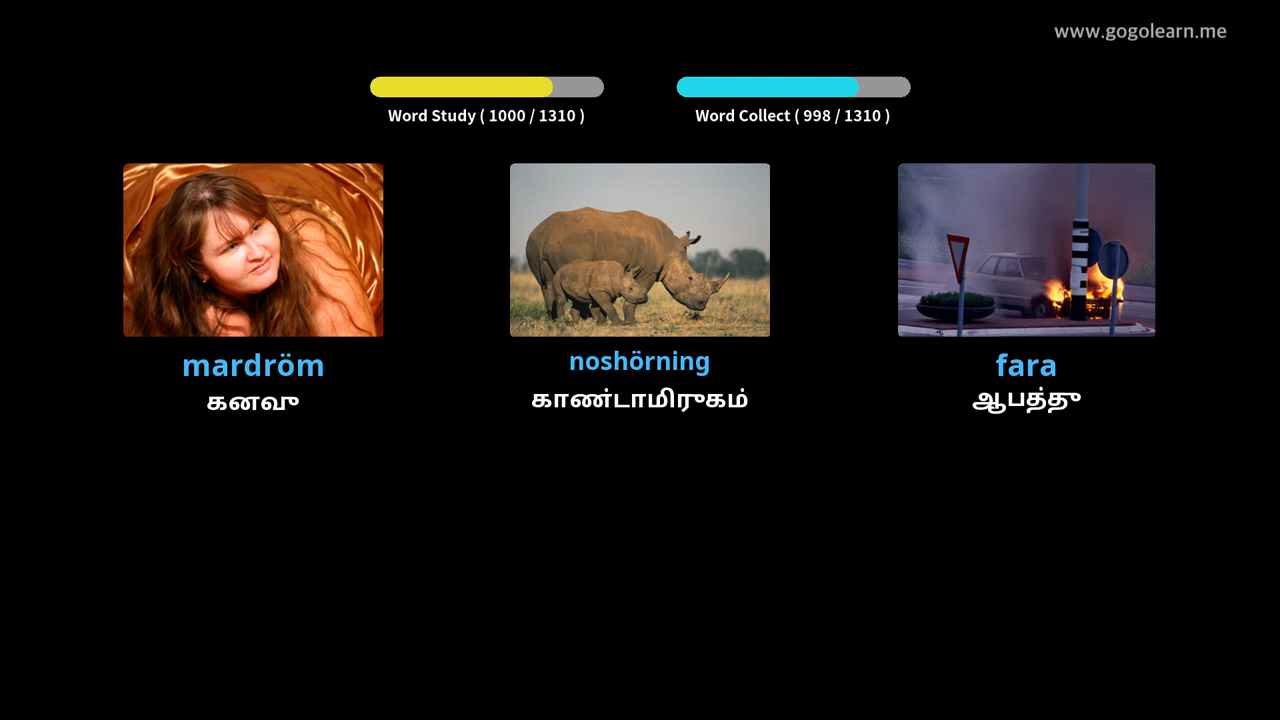 www.gogolearn.me
Word Study ( 1000 / 1310 )
Word Collect ( 998 / 1310 )
mardröm
கனவு
noshörning
காண்டாமிருகம்
fara
ஆபத்து